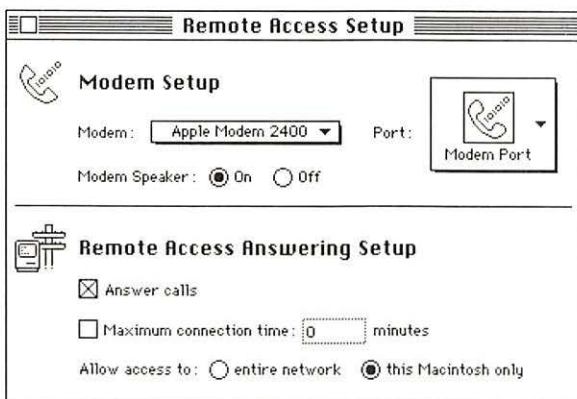 Remote Access Setup
Modem Setup
Modem: Apple Modem 2400 Port:
Modem Port
Modem Speaker: On Off
Remote Access Answering Setup
Answer calls
Maximum connection time: 0 minutes
Allow access to: entire network this Macintosh only